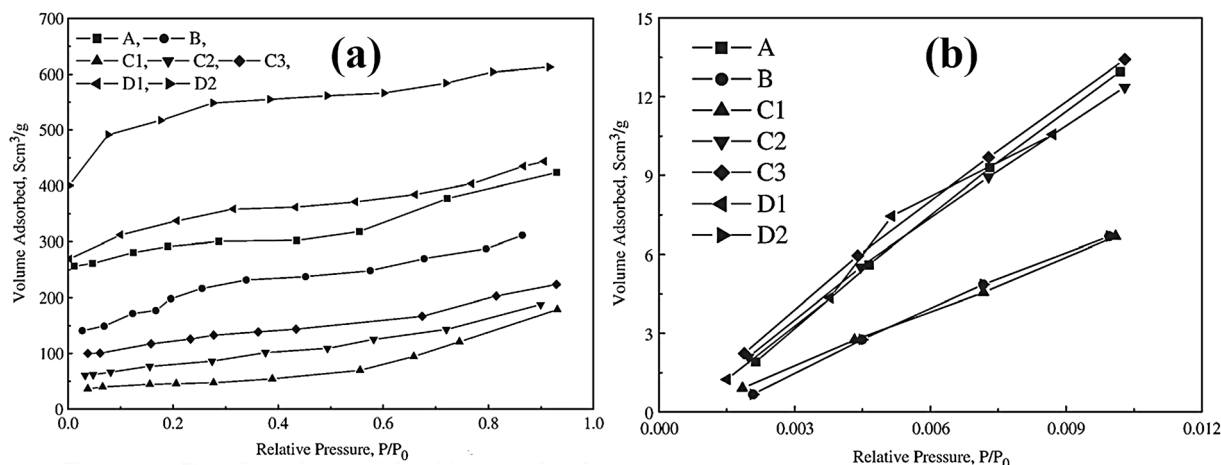 (a)
A, B,
C1, C2, C3,
D1, D2
Volume Adsorbed, Scm³/g
700
600
500
400
300
200
100
0
0.0 0.2 0.4 0.6 0.8 1.0
Relative Pressure, P/P₀
(b)
A
B
C1
C2
C3
D1
D2
Volume Adsorbed, Scm³/g
15
12
9
6
3
0
0.000 0.003 0.006 0.009 0.012
Relative Pressure, P/P₀